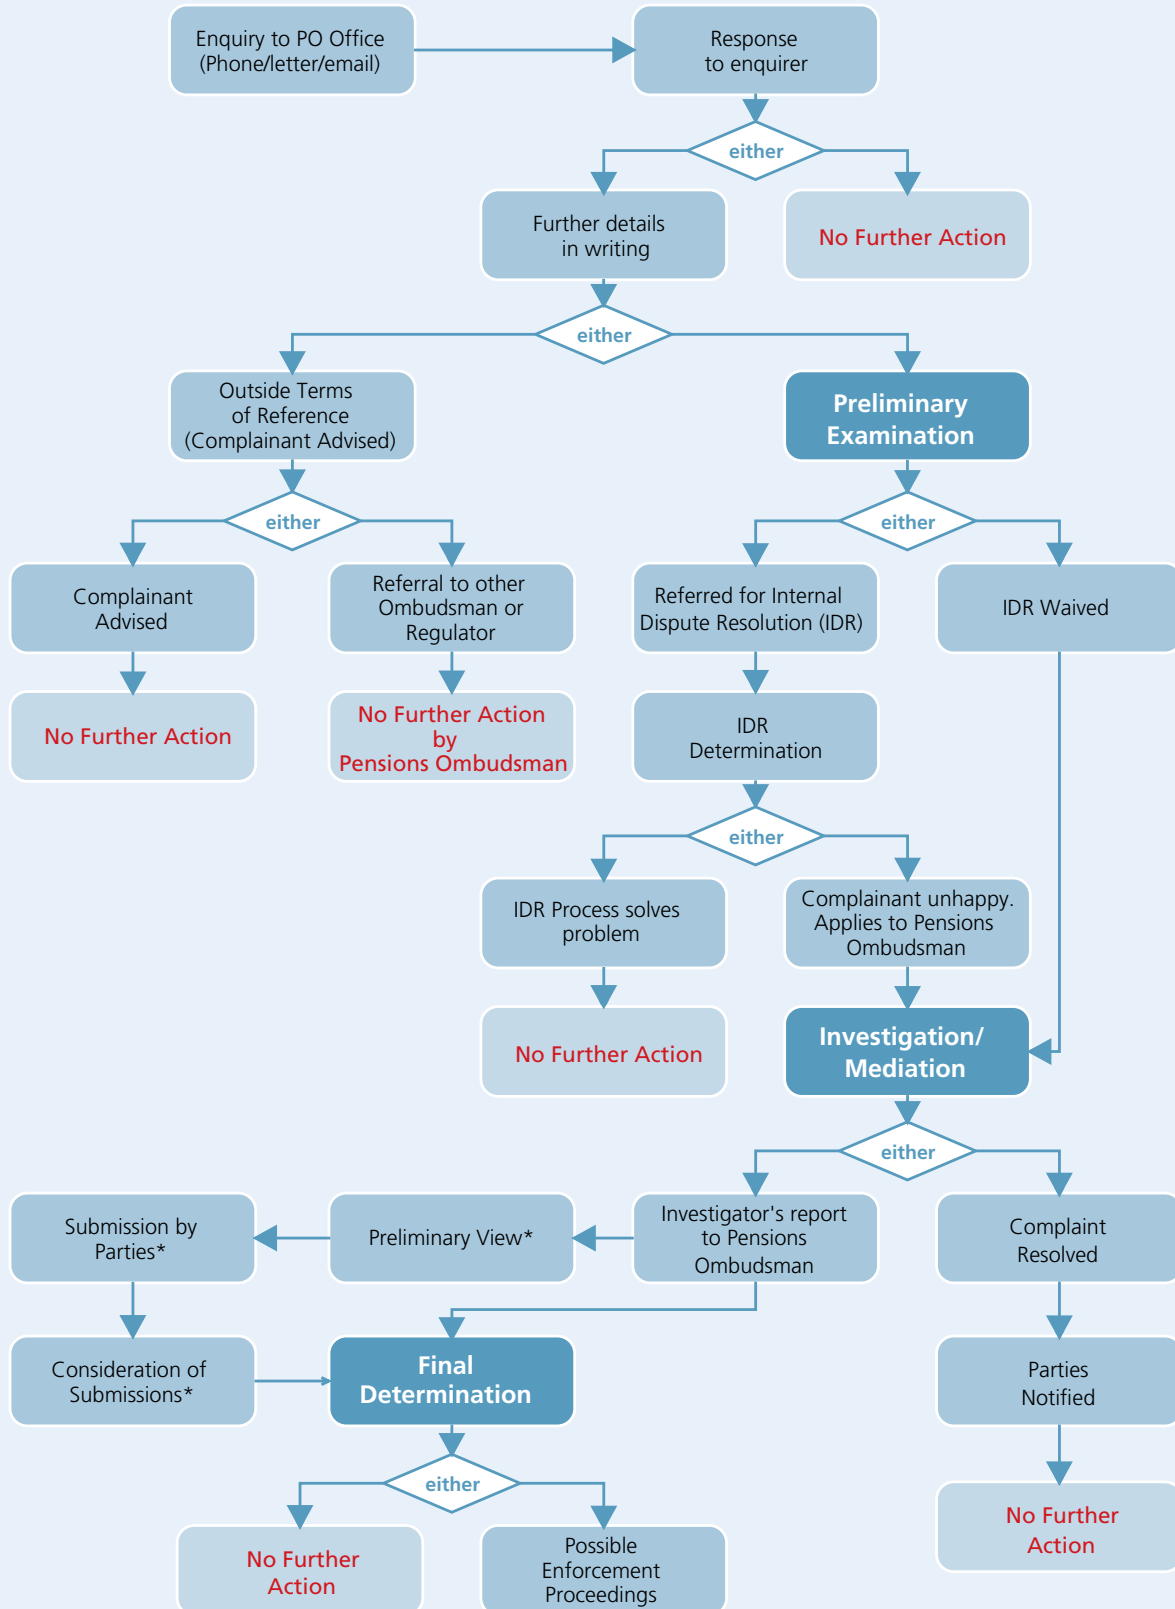 Enquiry to PO Office
(Phone/letter/email)
Response
to enquirer
either
Further details
in writing
No Further Action
either
Outside Terms
of Reference
(Complainant Advised)
Preliminary
Examination
either
either
Complainant
Advised
Referral to other
Ombudsman or
Regulator
Referred for Internal
Dispute Resolution (IDR)
IDR Waived
No Further Action
No Further Action
by
Pensions Ombudsman
IDR
Determination
either
IDR Process solves
problem
Complainant unhappy.
Applies to Pensions
Ombudsman
No Further Action
Investigation/
Mediation
either
Submission by
Parties*
Preliminary View*
Investigator's report
to Pensions
Ombudsman
Complaint
Resolved
Consideration of
Submissions*
Final
Determination
Parties
Notified
either
No Further
Action
Possible
Enforcement
Proceedings
No Further
Action